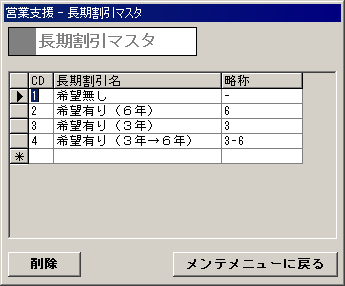 営業支援 - 長期割引マスタ
長期割引マスタ
CD 長期割引名 略称
1 希望無し -
2 希望有り（６年） 6
3 希望有り（３年） 3
4 希望有り（３年→６年） 3-6
削除 メンテメニューに戻る